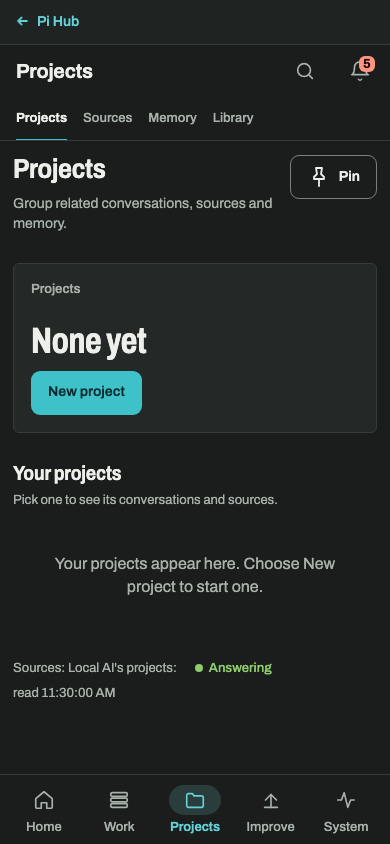 ← Pi Hub
Projects
5
Projects Sources Memory Library
Projects
Pin
Group related conversations, sources and
memory.
Projects
None yet
New project
Your projects
Pick one to see its conversations and sources.
Your projects appear here. Choose New
project to start one.
Sources: Local AI's projects: Answering
read 11:30:00 AM
Home Work Projects Improve System